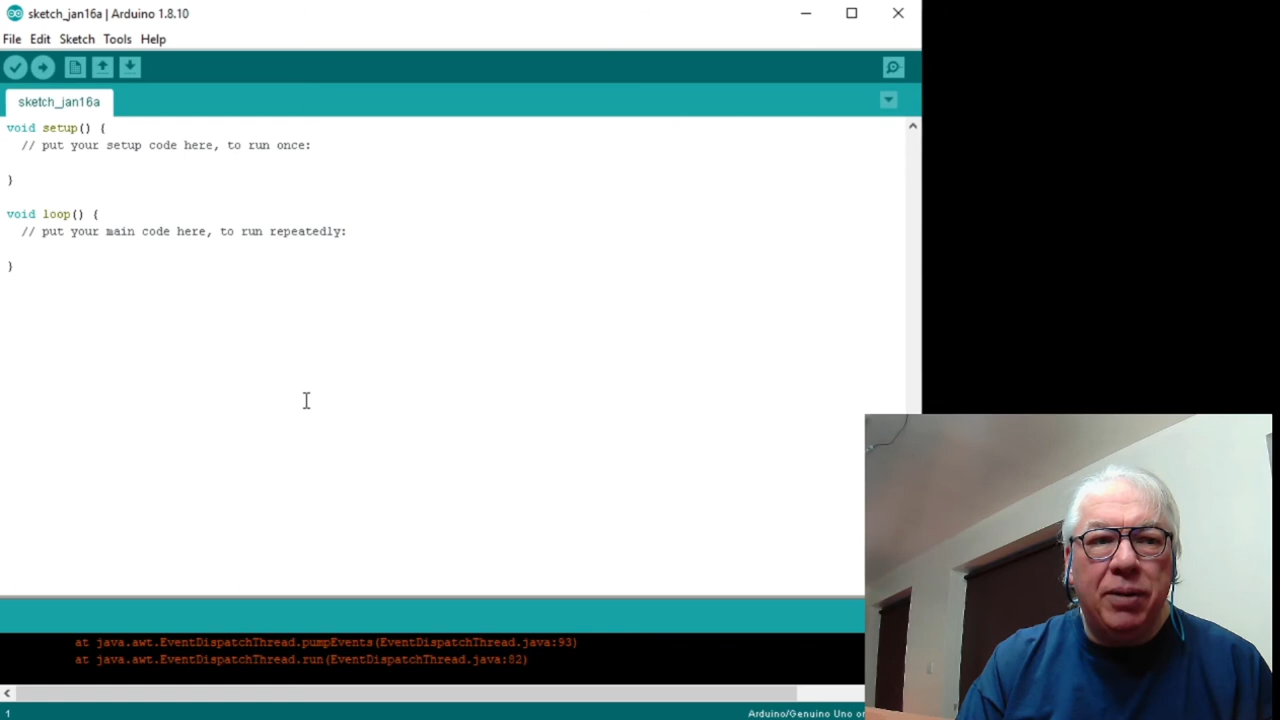 sketch_jan16a | Arduino 1.8.10
File Edit Sketch Tools Help
sketch_jan16a
void setup() {
// put your setup code here, to run once:
}
void loop() {
// put your main code here, to run repeatedly:
}
at java.awt.EventDispatchThread.pumpEvents(EventDispatchThread.java:93)
at java.awt.EventDispatchThread.run(EventDispatchThread.java:82)
1
Arduino/Genuino Uno or